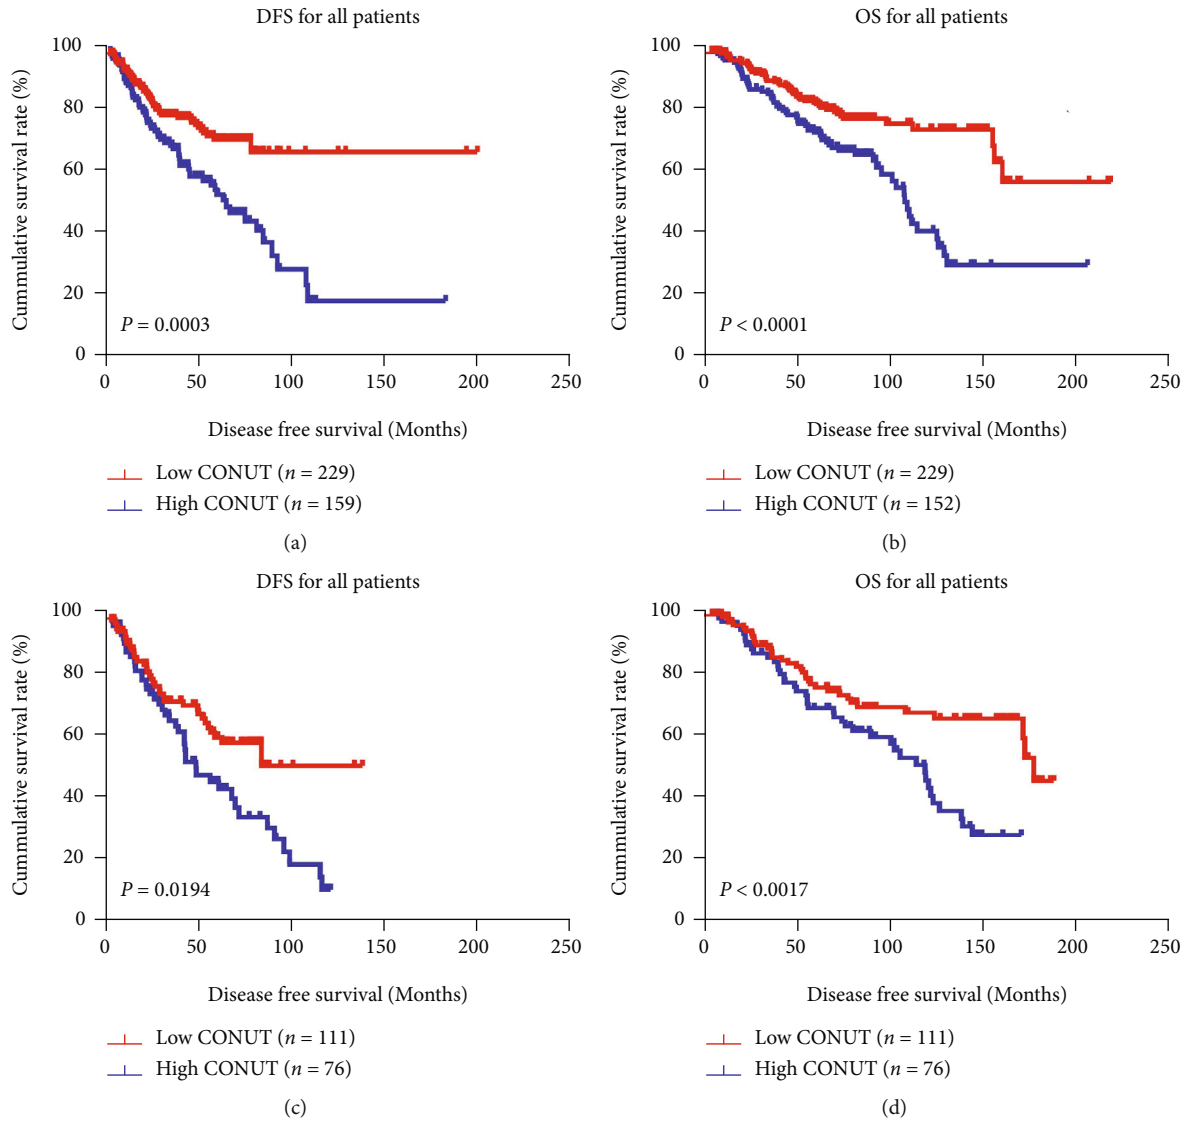 DFS for all patients
Cummulative survival rate (%)
100
80
60
40
20
0
P = 0.0003
0 50 100 150 200 250
Disease free survival (Months)
Low CONUT (n = 229)
High CONUT (n = 159)
(a)
OS for all patients
Cummulative survival rate (%)
100
80
60
40
20
0
P < 0.0001
0 50 100 150 200 250
Disease free survival (Months)
Low CONUT (n = 229)
High CONUT (n = 152)
(b)
DFS for all patients
Cummulative survival rate (%)
100
80
60
40
20
0
P = 0.0194
0 50 100 150 200 250
Disease free survival (Months)
Low CONUT (n = 111)
High CONUT (n = 76)
(c)
OS for all patients
Cummulative survival rate (%)
100
80
60
40
20
0
P < 0.0017
0 50 100 150 200 250
Disease free survival (Months)
Low CONUT (n = 111)
High CONUT (n = 76)
(d)